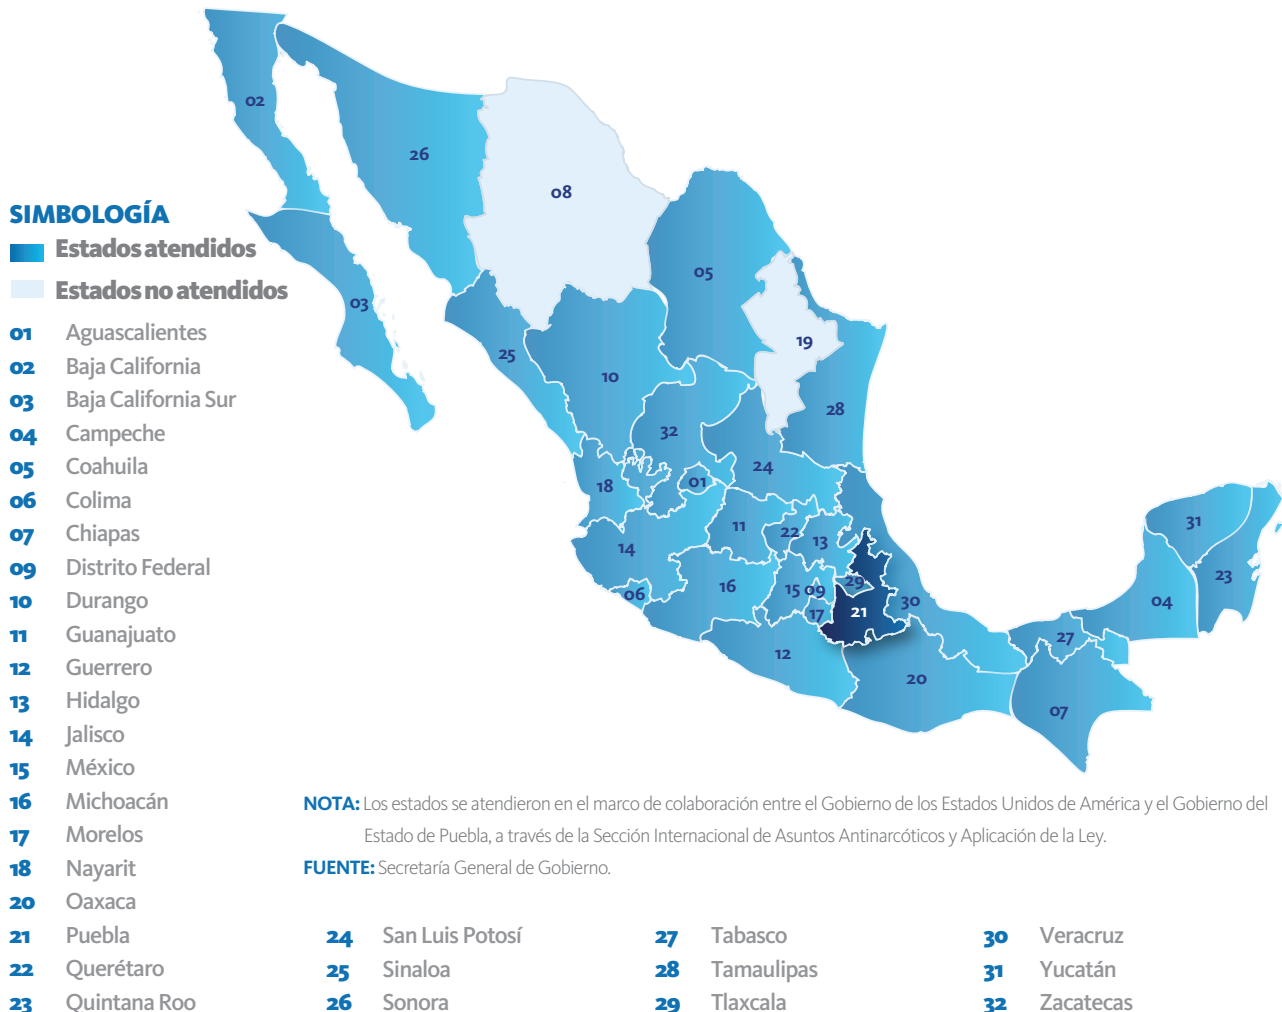 02
26
08
SIMBOLOGÍA
Estados atendidos
Estados no atendidos
05
03
19
25
10
28
32
24
01
18
11
22
13
14
31
23
29
16
15
09
06
30
04
17
21
27
12
20
07
01 Aguascalientes
02 Baja California
03 Baja California Sur
04 Campeche
05 Coahuila
06 Colima
07 Chiapas
09 Distrito Federal
10 Durango
11 Guanajuato
12 Guerrero
13 Hidalgo
14 Jalisco
15 México
16 Michoacán
17 Morelos
18 Nayarit
20 Oaxaca
21 Puebla
22 Querétaro
23 Quintana Roo
NOTA: Los estados se atendieron en el marco de colaboración entre el Gobierno de los Estados Unidos de América y el Gobierno del
Estado de Puebla, a través de la Sección Internacional de Asuntos Antinarcóticos y Aplicación de la Ley.
FUENTE: Secretaría General de Gobierno.
24 San Luis Potosí
25 Sinaloa
26 Sonora
27 Tabasco
28 Tamaulipas
29 Tlaxcala
30 Veracruz
31 Yucatán
32 Zacatecas